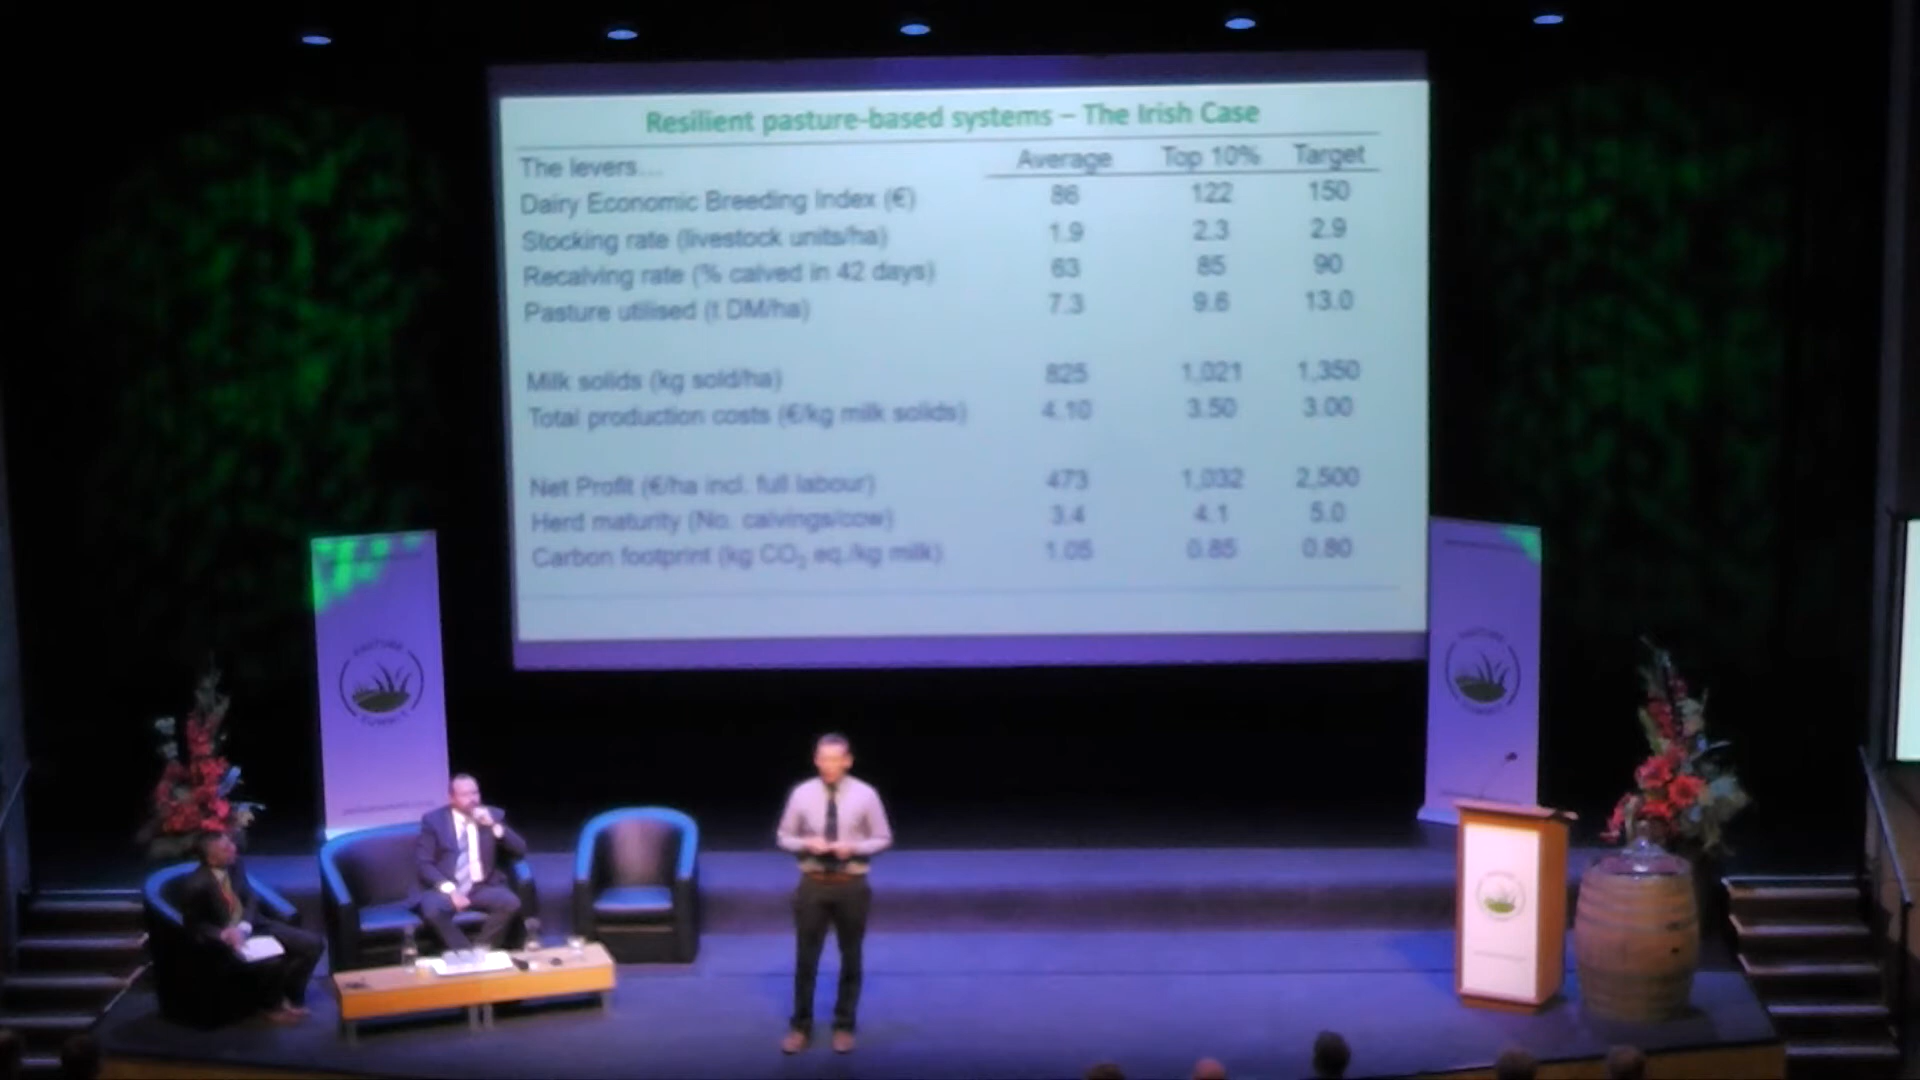 Resilient pasture-based systems – The Irish Case
The levers.... Average Top 10% Target
Dairy Economic Breeding Index (€) 86 122 150
Stocking rate (livestock units/ha) 1.9 2.3 2.9
Recalving rate (% calved in 42 days) 63 85 90
Pasture utilised (t DM/ha) 7.3 9.6 13.0
Milk solids (kg sold/ha) 825 1,021 1,350
Total production costs (€/kg milk solids) 4.10 3.50 3.00
Net Profit (€/ha incl. full labour) 473 1,032 2,500
Herd maturity (No. calvings/cow) 3.4 4.1 5.0
Carbon footprint (kg CO₂ eq./kg milk) 1.05 0.85 0.80
PASTURE
SUMMIT
PASTURE
SUMMIT